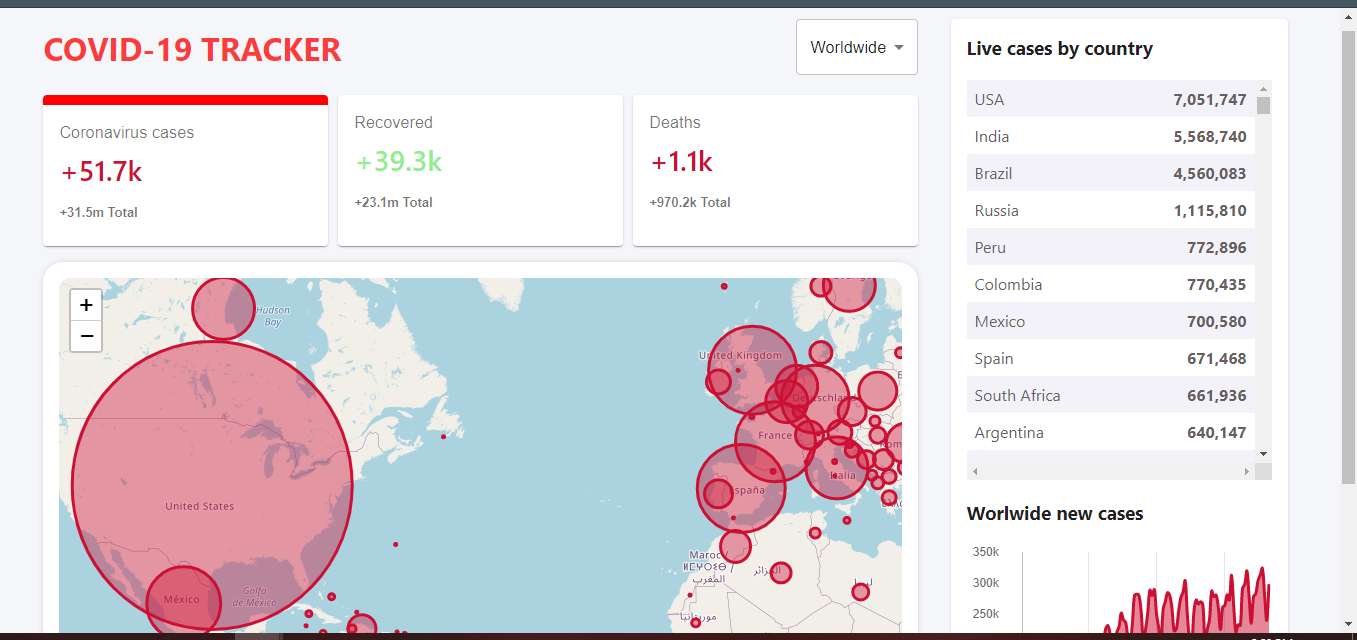 COVID-19 TRACKER
Worldwide
Coronavirus cases
+51.7k
+31.5m Total
Recovered
+39.3k
+23.1m Total
Deaths
+1.1k
+970.2k Total
+
−
Hudson
Bay
United States
México
Golfo
de México
United Kingdom
Deutschland
France
España
Italia
Maroc
ⵍⵎⵖⵔⵉⴱ
المغرب
الجزائر
ليبيا
موريتانيا
Live cases by country
USA 7,051,747
India 5,568,740
Brazil 4,560,083
Russia 1,115,810
Peru 772,896
Colombia 770,435
Mexico 700,580
Spain 671,468
South Africa 661,936
Argentina 640,147
Worlwide new cases
350k
300k
250k